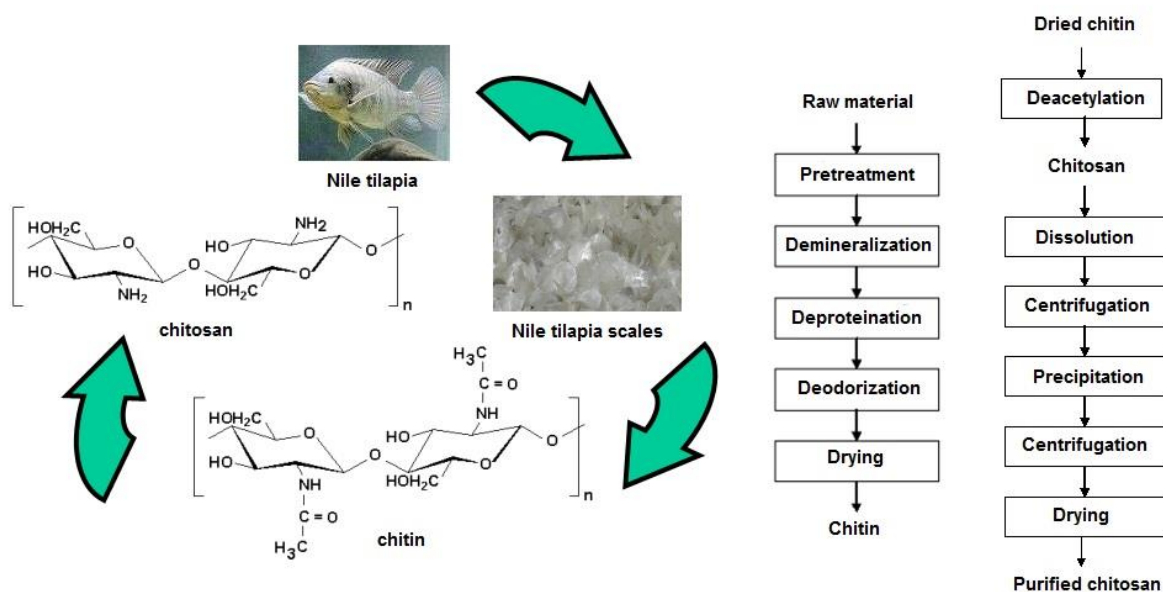 Nile tilapia
Nile tilapia scales
HOH₂C
O
HO
NH₂
O
HO
NH₂
O
HOH₂C
O
n
chitosan
H₃C
C = O
NH
HOH₂C
O
HO
NH
O
HO
O
HOH₂C
O
n
C = O
H₃C
chitin
Raw material
Pretreatment
Demineralization
Deproteination
Deodorization
Drying
Chitin
Dried chitin
Deacetylation
Chitosan
Dissolution
Centrifugation
Precipitation
Centrifugation
Drying
Purified chitosan